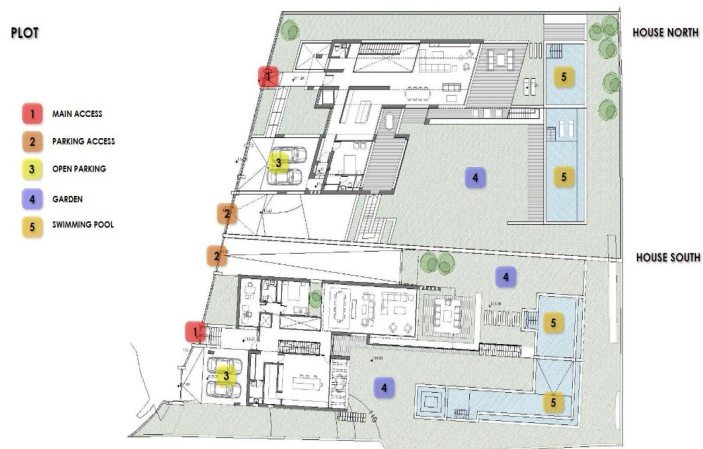 PLOT
HOUSE NORTH
1 MAIN ACCESS
2 PARKING ACCESS
3 OPEN PARKING
4 GARDEN
5 SWIMMING POOL
1
5
3
4
5
2
2
HOUSE SOUTH
4
5
1
3
4
5